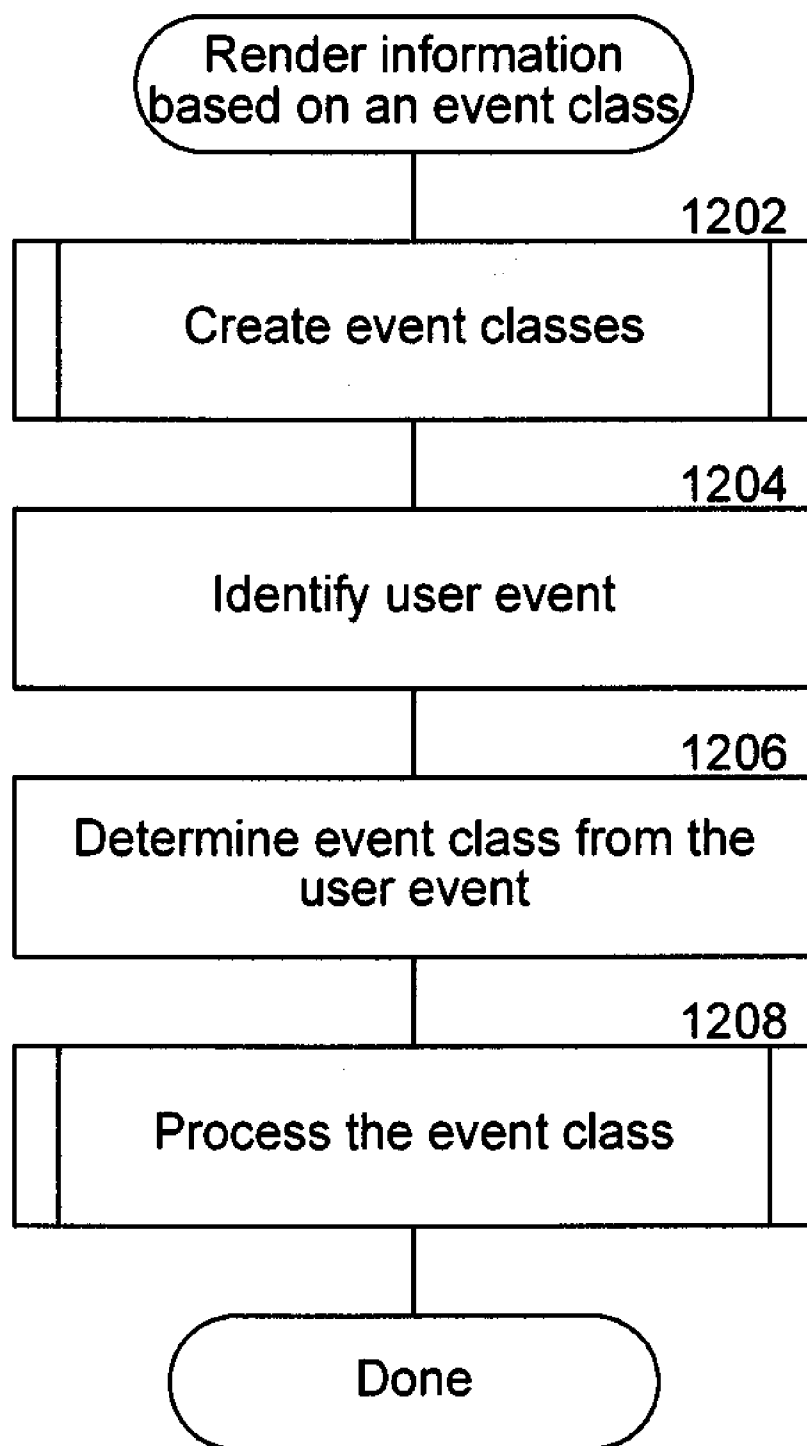 Render information
based on an event class
1202
Create event classes
1204
Identify user event
1206
Determine event class from the
user event
1208
Process the event class
Done